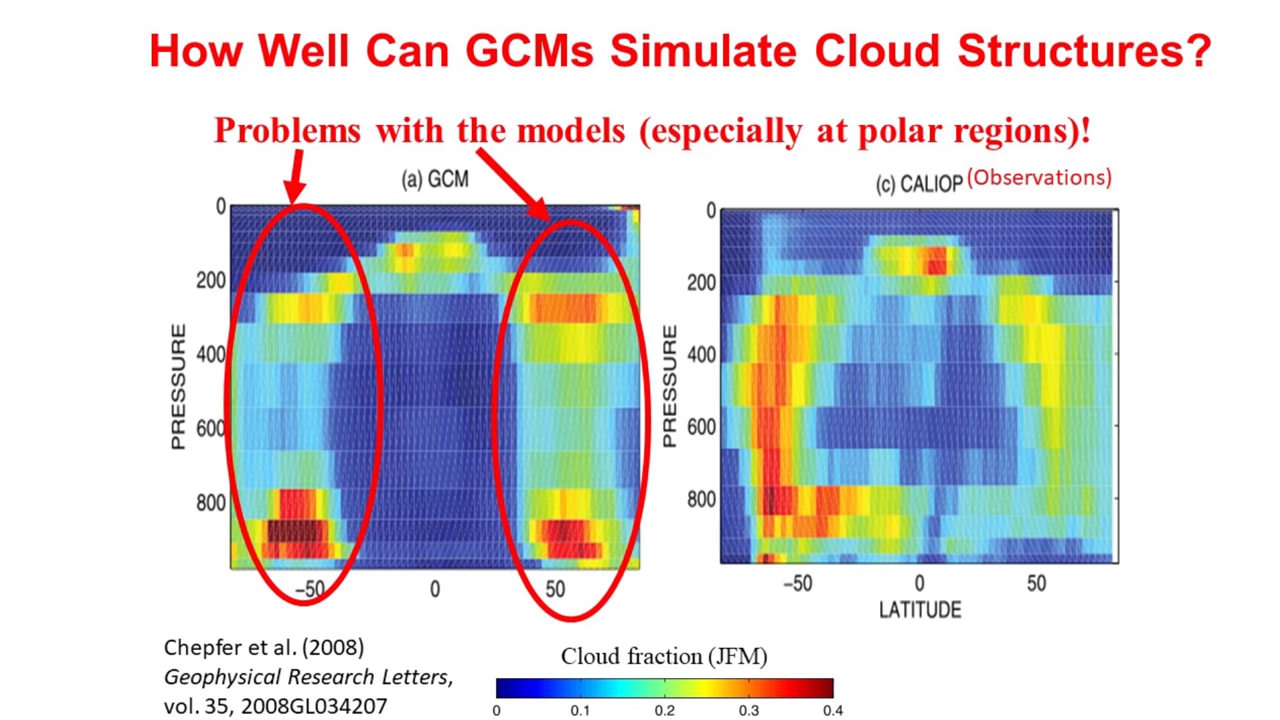 How Well Can GCMs Simulate Cloud Structures?
Problems with the models (especially at polar regions)!
(a) GCM
(c) CALIOP (Observations)
PRESSURE
0
200
400
600
800
−50
0
50
PRESSURE
0
200
400
600
800
−50
0
50
LATITUDE
Chepfer et al. (2008)
Geophysical Research Letters,
vol. 35, 2008GL034207
Cloud fraction (JFM)
0 0.1 0.2 0.3 0.4